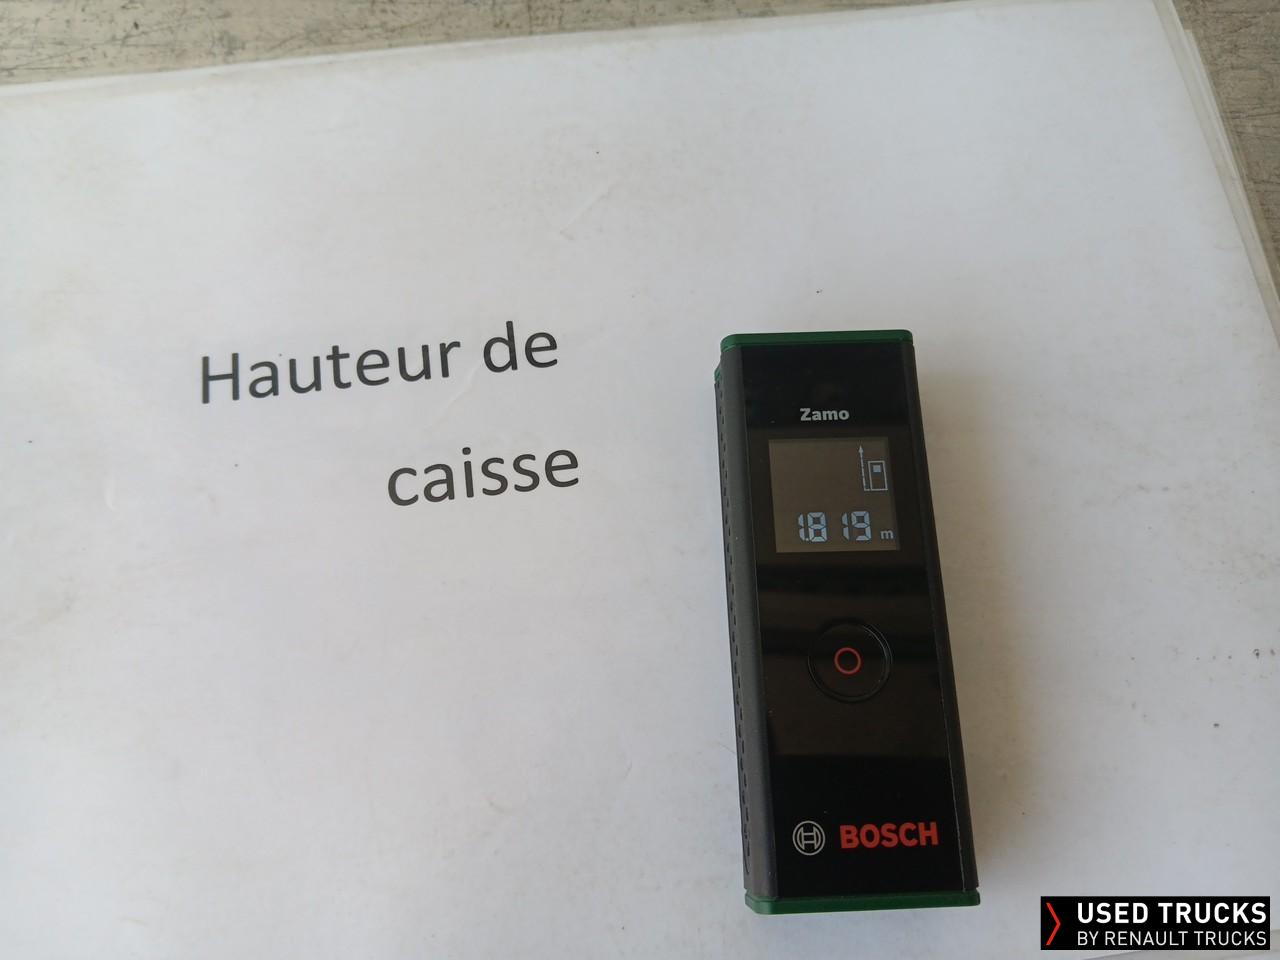 Hauteur de
caisse
Zamo
1.819 m
BOSCH
USED TRUCKS
BY RENAULT TRUCKS